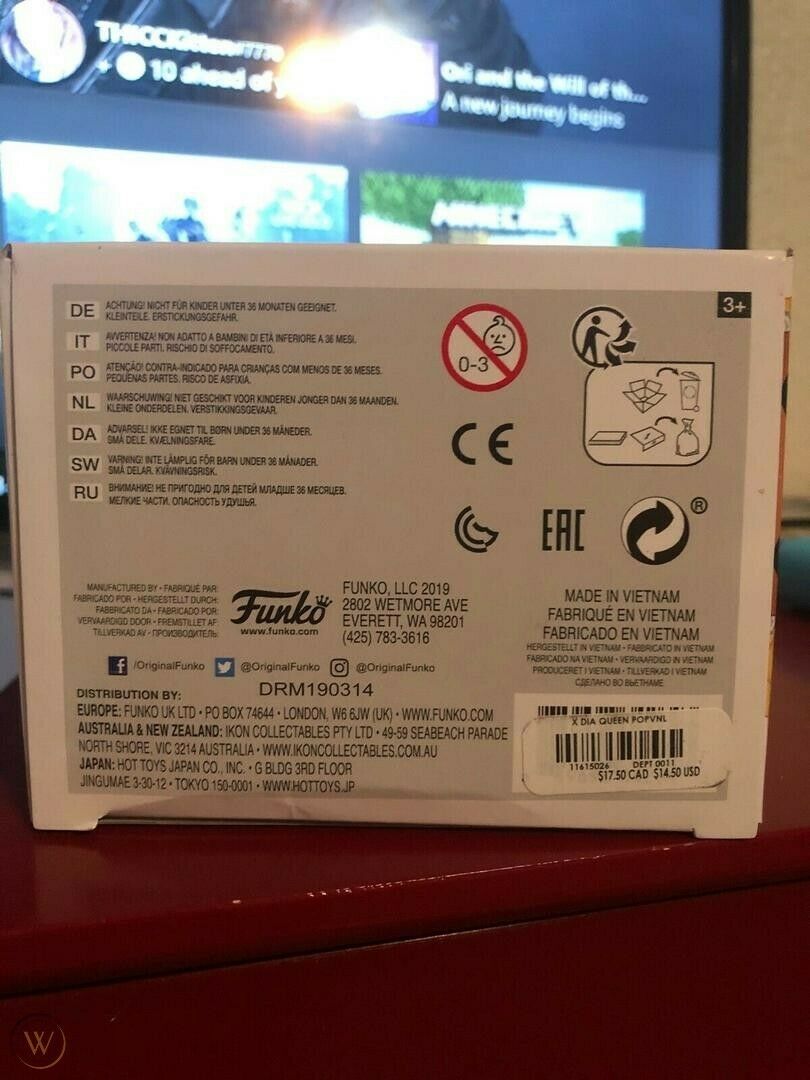 10 ahead of
Ori and the Will of th...
A new journey begins
3+
DE ACHTUNG! NICHT FÜR KINDER UNTER 36 MONATEN GEEIGNET.
KLEINTEILE. ERSTICKUNGSGEFAHR.
IT AVVERTENZA! NON ADATTO A BAMBINI DI ETÀ INFERIORE A 36 MESI.
PICCOLE PARTI. RISCHIO DI SOFFOCAMENTO.
PO ATENÇÃO! CONTRA-INDICADO PARA CRIANÇAS COM MENOS DE 36 MESES.
PEQUENAS PARTES. RISCO DE ASFIXIA.
NL WAARSCHUWING! NIET GESCHIKT VOOR KINDEREN JONGER DAN 36 MAANDEN.
KLEINE ONDERDELEN. VERSTIKKINGSGEVAAR.
DA ADVARSEL! IKKE EGNET TIL BØRN UNDER 36 MÅNEDER.
SMÅ DELE. KVÆLNINGSFARE.
SW VARNING! INTE LÄMPLIG FÖR BARN UNDER 36 MÅNADER.
SMÅ DELAR. KVÄVNINGSRISK.
RU ВНИМАНИЕ! НЕ ПРИГОДНО ДЛЯ ДЕТЕЙ МЛАДШЕ 36 МЕСЯЦЕВ.
МЕЛКИЕ ЧАСТИ. ОПАСНОСТЬ УДУШЬЯ.
0-3
CE
EAC
®
MANUFACTURED BY • FABRIQUÉ PAR:
FABRICADO POR • HERGESTELLT DURCH:
FABBRICATO DA • FABRICADO POR:
VERVAARDIGD DOOR • FREMSTILLET AF:
TILLVERKAD AV • ПРОИЗВОДИТЕЛЬ:
Funko
www.funko.com
FUNKO, LLC 2019
2802 WETMORE AVE
EVERETT, WA 98201
(425) 783-3616
f /OriginalFunko @OriginalFunko @OriginalFunko
DRM190314
DISTRIBUTION BY:
EUROPE: FUNKO UK LTD • PO BOX 74644 • LONDON, W6 6JW (UK) • WWW.FUNKO.COM
AUSTRALIA & NEW ZEALAND: IKON COLLECTABLES PTY LTD • 49-59 SEABEACH PARADE
NORTH SHORE, VIC 3214 AUSTRALIA • WWW.IKONCOLLECTABLES.COM.AU
JAPAN: HOT TOYS JAPAN CO., INC. • G BLDG 3RD FLOOR
JINGUMAE 3-30-12 • TOKYO 150-0001 • WWW.HOTTOYS.JP
MADE IN VIETNAM
FABRIQUÉ EN VIETNAM
FABRICADO EN VIETNAM
HERGESTELLT IN VIETNAM • FABBRICATO IN VIETNAM
FABRICADO NA VIETNAM • VERVAARDIGD IN VIETNAM
PRODUCERET I VIETNAM • TILLVERKAD I VIETNAM
СДЕЛАНО ВО ВЬЕТНАМЕ
X DIA QUEEN POPVNL
11615026 DEPT 0011
$17.50 CAD $14.50 USD
W